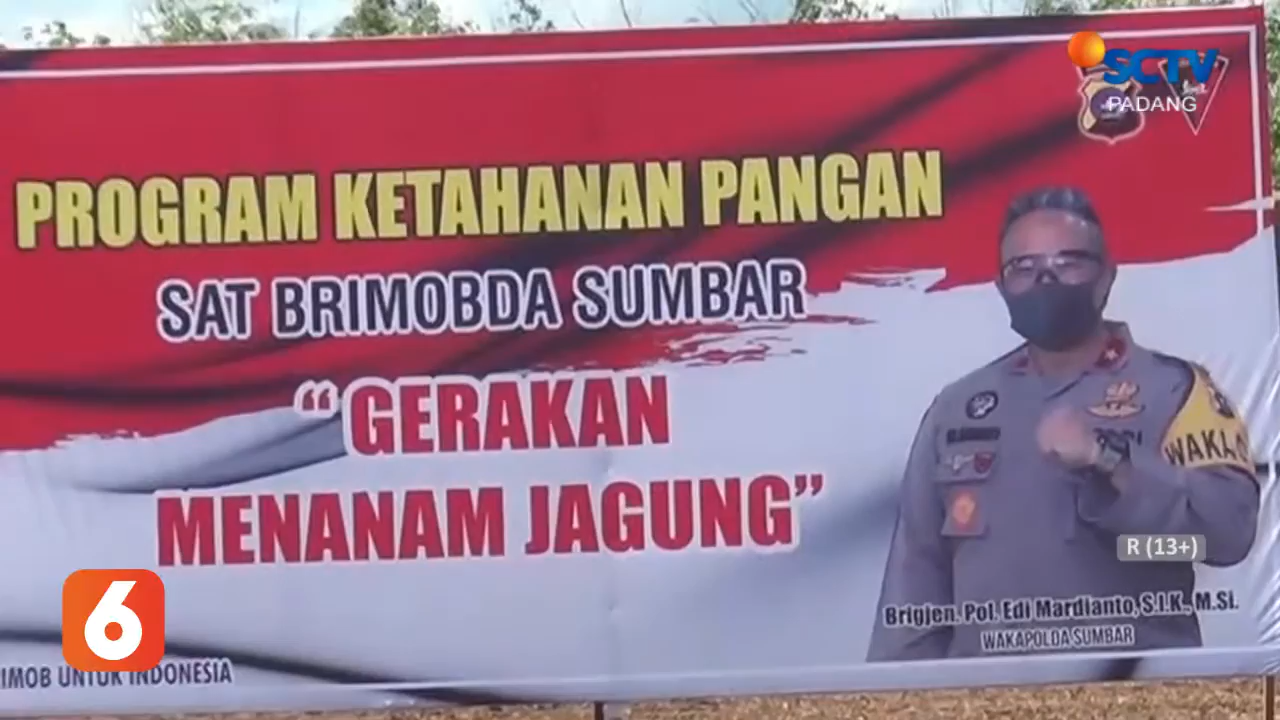 SCTV
PADANG
PROGRAM KETAHANAN PANGAN
SAT BRIMOBDA SUMBAR
“ GERAKAN
MENANAM JAGUNG”
WAKA
R (13+)
Brigjen. Pol. Edi Mardianto, S.I.K., M.Si.
WAKAPOLDA SUMBAR
6
IMOB UNTUK INDONESIA